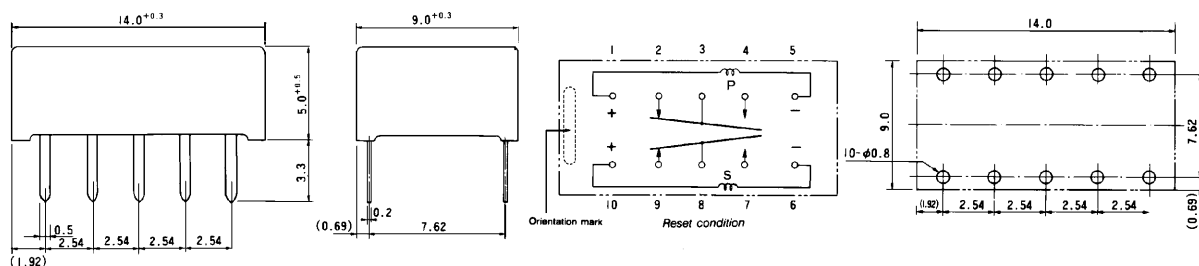 14.0+0.3
5.0+0.5
3.3
0.5
2.54 2.54 2.54 2.54
(1.92)
9.0+0.3
0.2
(0.69)
7.62
1 2 3 4 5
P
+ −
+ −
S
10 9 8 7 6
Orientation mark
Reset condition
14.0
9.0
7.62
10-φ0.8
(1.92) 2.54 2.54 2.54 2.54
(0.69)